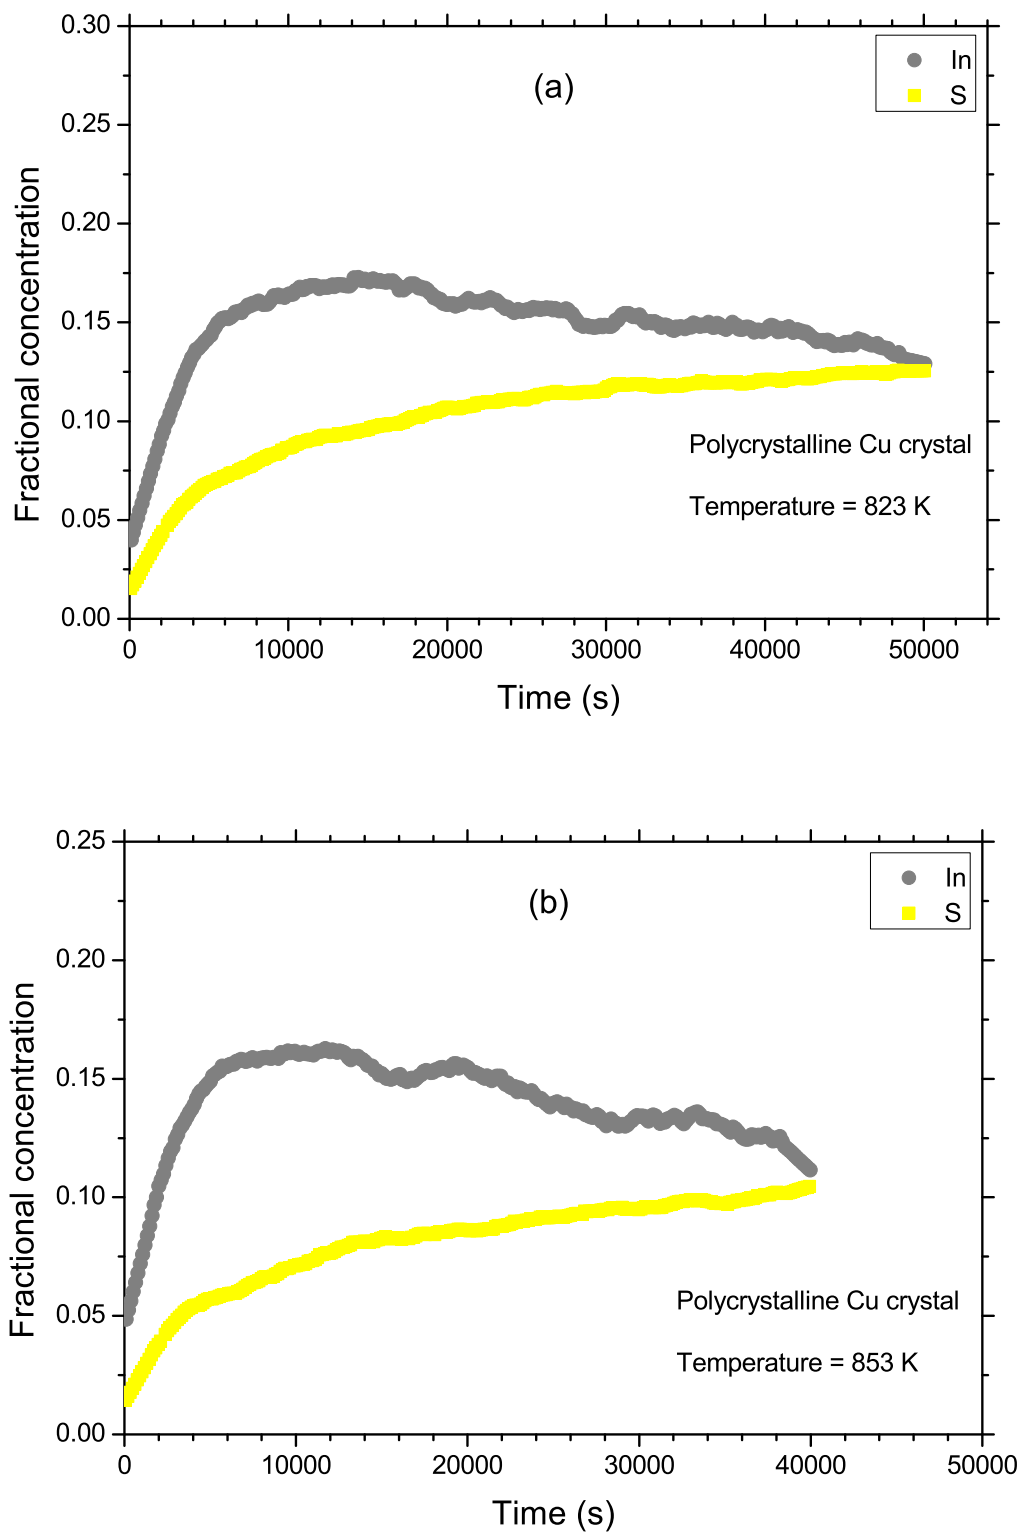 0.30
In
(a)
S
0.25
0.20
0.15
0.10
Polycrystalline Cu crystal
0.05
Temperature = 823 K
0.00
Fractional concentration
0 10000 20000 30000 40000 50000
Time (s)
0.25
In
(b)
S
0.20
0.15
0.10
0.05
Polycrystalline Cu crystal
Temperature = 853 K
0.00
Fractional concentration
0 10000 20000 30000 40000 50000
Time (s)